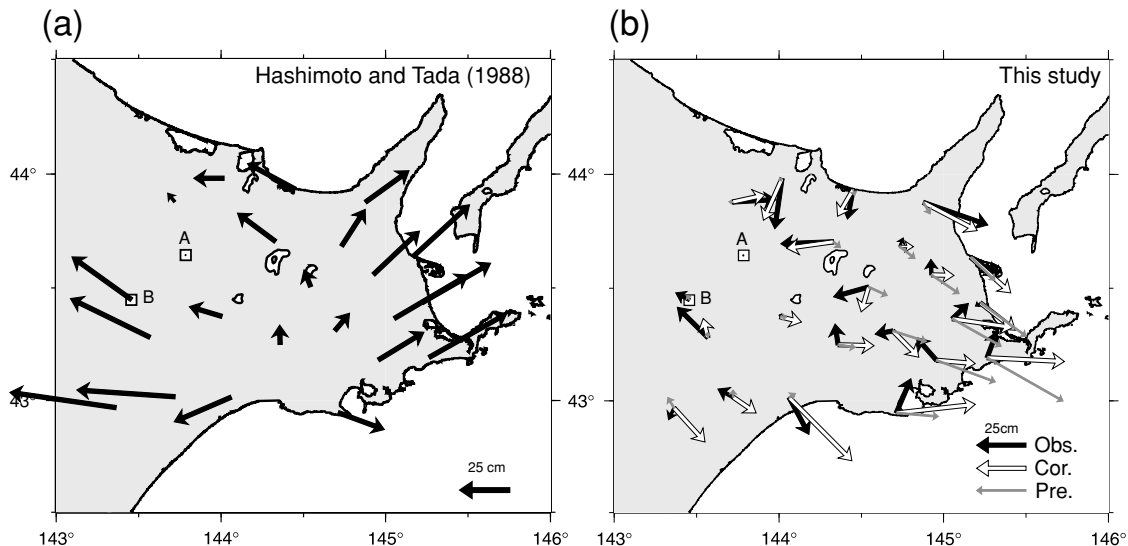 (a)
Hashimoto and Tada (1988)
44°
43°
A
B
25 cm
143°
144°
145°
146°
(b)
This study
44°
43°
A
B
25cm
Obs.
Cor.
Pre.
143°
144°
145°
146°